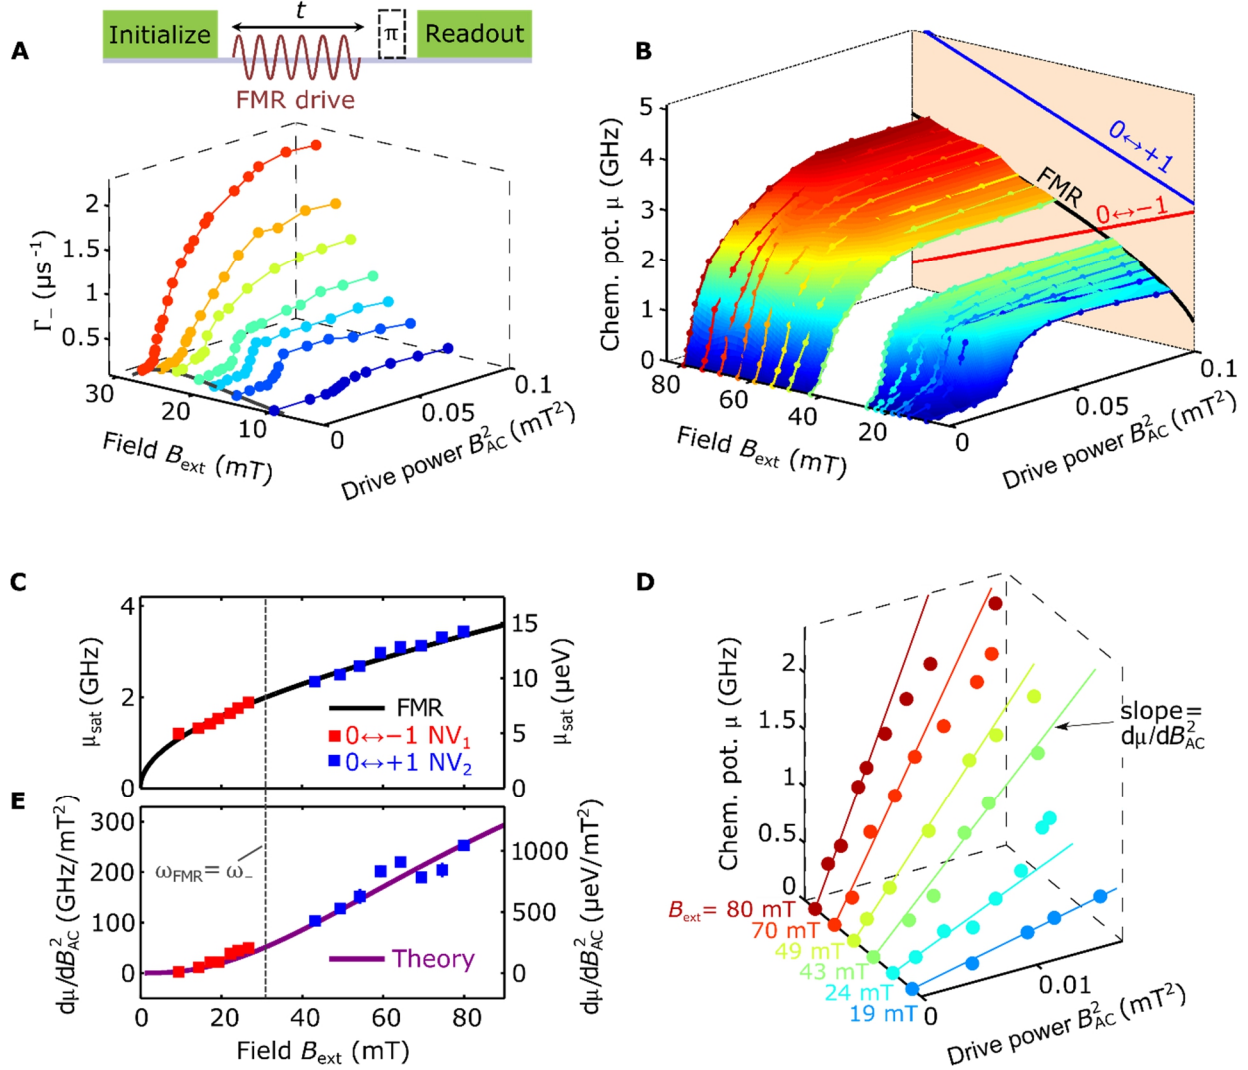 A
Initialize
t
π
Readout
FMR drive
Γ₋ (μs⁻¹)
2
1.5
1
0.5
30
20
10
0
0.05
0.1
Field B_ext (mT)
Drive power B²_AC (mT²)
B
Chem. pot. μ (GHz)
5
4
3
2
1
0
80
60
40
20
0
0.05
0.1
0↔+1
FMR
0↔−1
Field B_ext (mT)
Drive power B²_AC (mT²)
C
μ_sat (GHz)
4
2
0
15
10
5
0
μ_sat (μeV)
FMR
0↔−1 NV₁
0↔+1 NV₂
E
dμ/dB²_AC (GHz/mT²)
300
200
100
0
ω_FMR= ω₋
Theory
1000
500
0
dμ/dB²_AC (μeV/mT²)
0
20
40
60
80
Field B_ext (mT)
D
Chem. pot. μ (GHz)
2
1.5
1
0.5
0
slope=
dμ/dB²_AC
B_ext= 80 mT
70 mT
49 mT
43 mT
24 mT
19 mT
0
0.01
Drive power B²_AC (mT²)